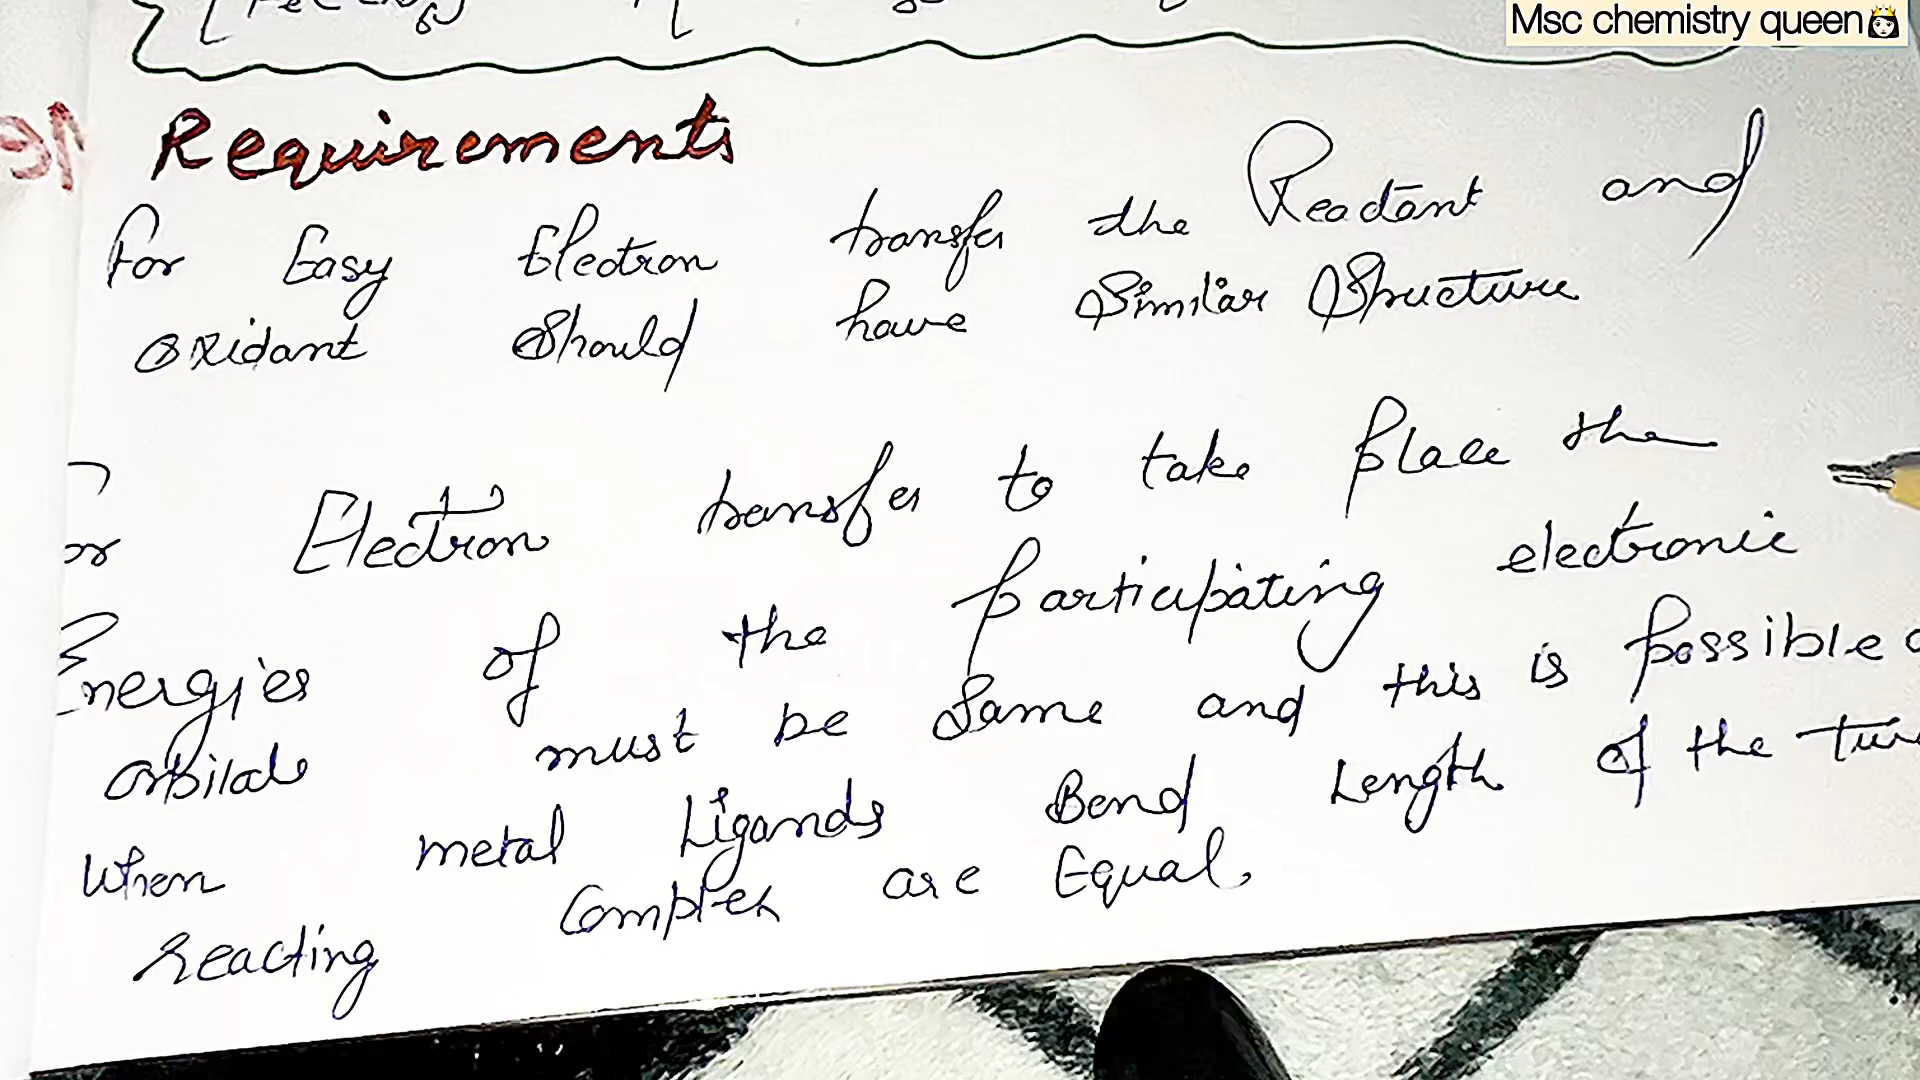 Msc chemistry queen👸🏻
Requirements
For Easy Electron transfer the Reactant and
oxidant Should have Similar Structure
Electron transfer to take place the
Energies of the participating electronic
orbitals must be Same and this is possible
When metal Ligands Bond Length of the
reacting Complex are Equal.